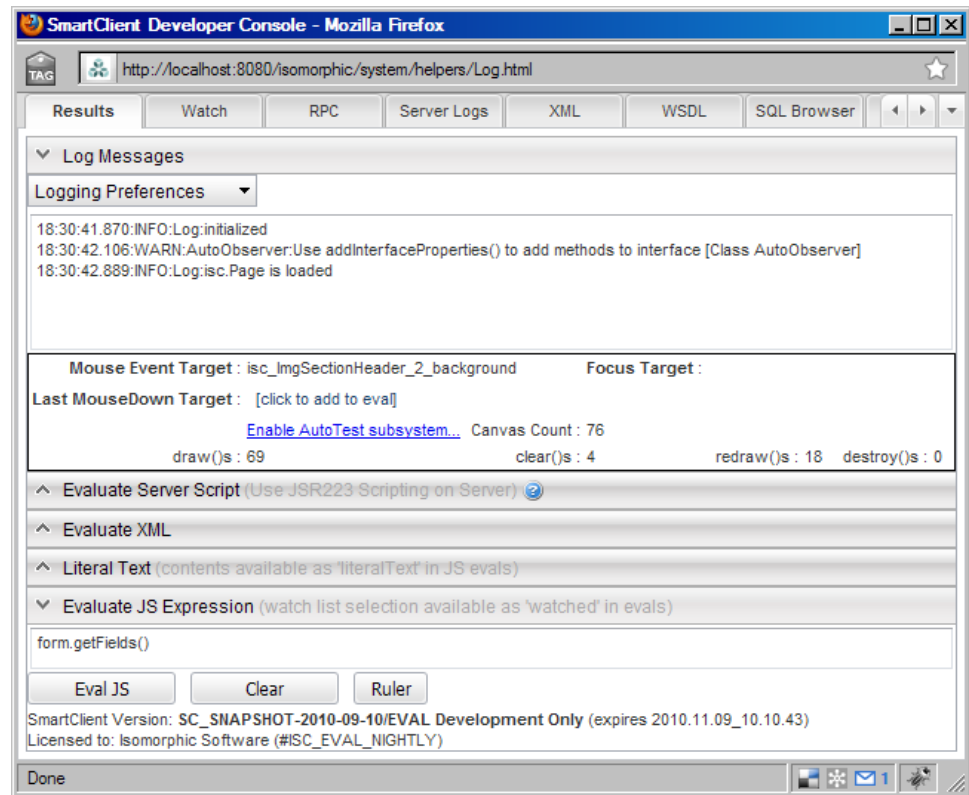 SmartClient Developer Console - Mozilla Firefox
TAG
http://localhost:8080/isomorphic/system/helpers/Log.html
Results Watch RPC Server Logs XML WSDL SQL Browser
Log Messages
Logging Preferences
18:30:41.870:INFO:Log:initialized
18:30:42.106:WARN:AutoObserver:Use addInterfaceProperties() to add methods to interface [Class AutoObserver]
18:30:42.889:INFO:Log:isc.Page is loaded
Mouse Event Target : isc_ImgSectionHeader_2_background Focus Target :
Last MouseDown Target : [click to add to eval]
Enable AutoTest subsystem... Canvas Count : 76
draw()s : 69 clear()s : 4 redraw()s : 18 destroy()s : 0
Evaluate Server Script (Use JSR223 Scripting on Server) ?
Evaluate XML
Literal Text (contents available as 'literalText' in JS evals)
Evaluate JS Expression (watch list selection available as 'watched' in evals)
form.getFields()
Eval JS Clear Ruler
SmartClient Version: SC_SNAPSHOT-2010-09-10/EVAL Development Only (expires 2010.11.09_10.10.43)
Licensed to: Isomorphic Software (#ISC_EVAL_NIGHTLY)
Done 1